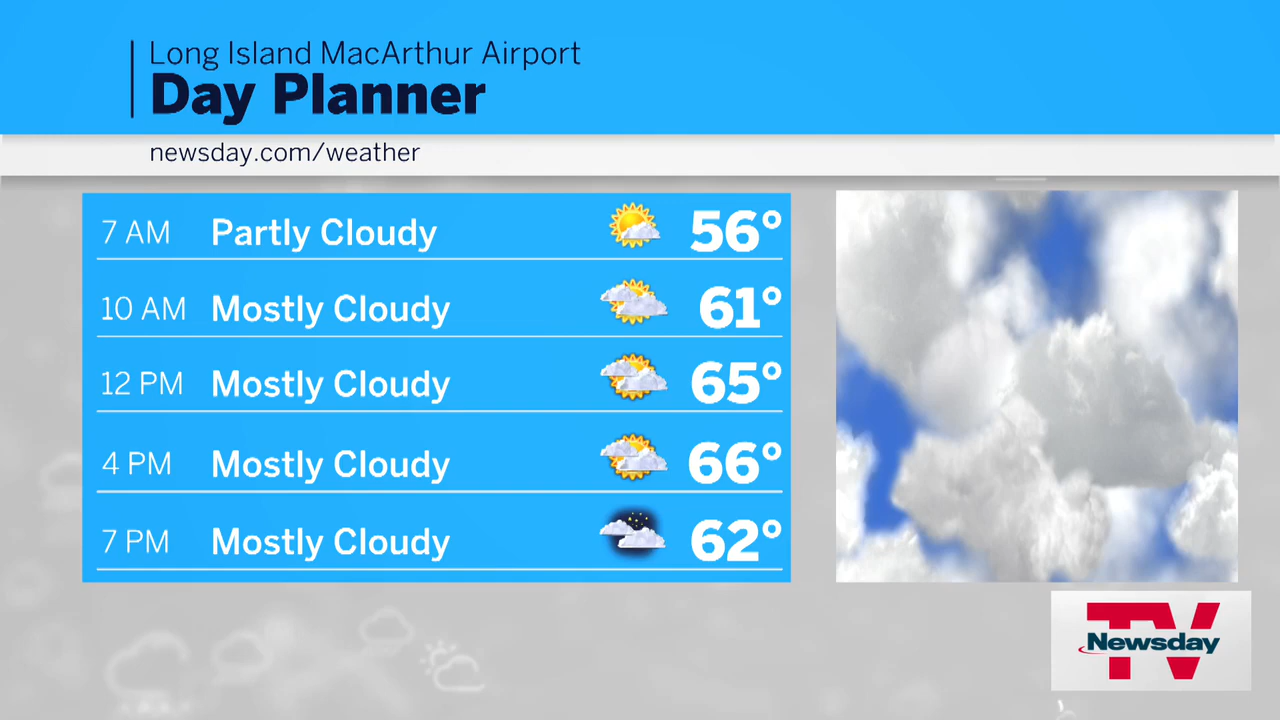 Long Island MacArthur Airport
Day Planner
newsday.com/weather
7 AM Partly Cloudy 56°
10 AM Mostly Cloudy 61°
12 PM Mostly Cloudy 65°
4 PM Mostly Cloudy 66°
7 PM Mostly Cloudy 62°
TV
Newsday